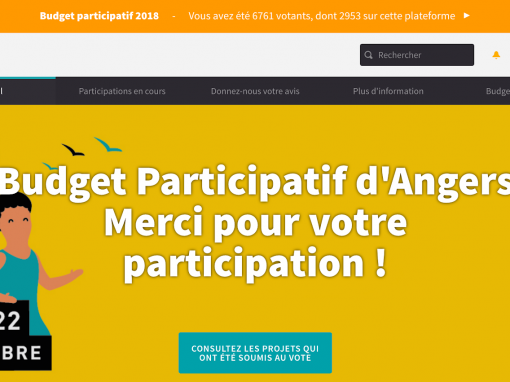 Budget participatif 2018 - Vous avez été 6761 votants, dont 2953 sur cette plateforme ►
Rechercher
Participations en cours Donnez-nous votre avis Plus d'information Budge
Budget Participatif d'Angers
Merci pour votre
participation !
22
BRE
CONSULTEZ LES PROJETS QUI
ONT ÉTÉ SOUMIS AU VOTE